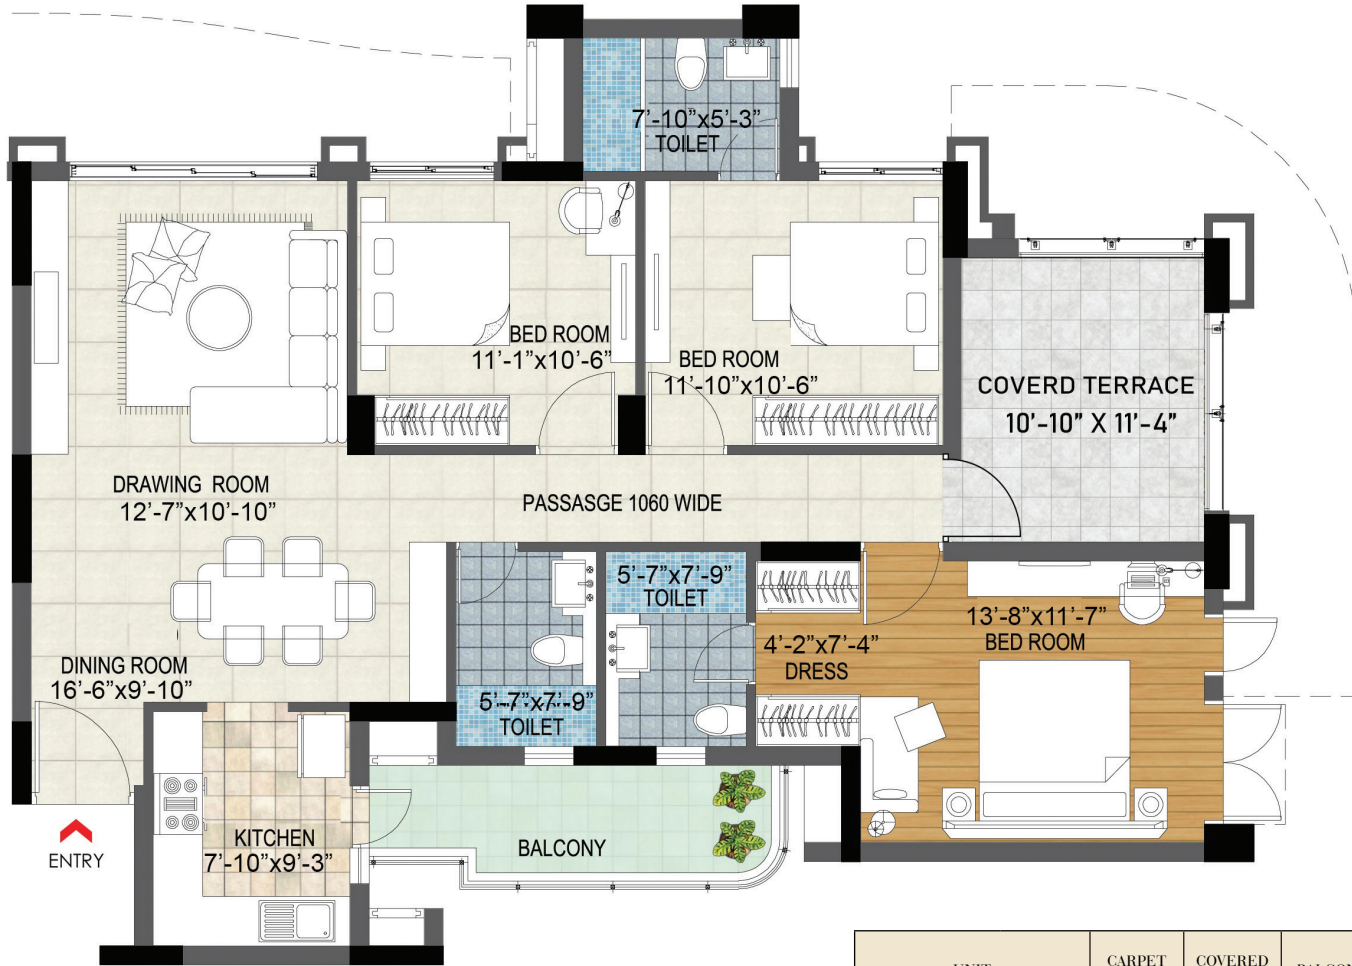 7'-10"x5'-3"
TOILET
BED ROOM
11'-1"x10'-6"
BED ROOM
11'-10"x10'-6"
COVERD TERRACE
10'-10" X 11'-4"
DRAWING ROOM
12'-7"x10'-10"
PASSASGE 1060 WIDE
5'-7"x7'-9"
TOILET
13'-8"x11'-7"
BED ROOM
4'-2"x7'-4"
DRESS
DINING ROOM
16'-6"x9'-10"
5'-7"x7'-9"
TOILET
KITCHEN
7'-10"x9'-3"
BALCONY
ENTRY
CARPET
COVERED